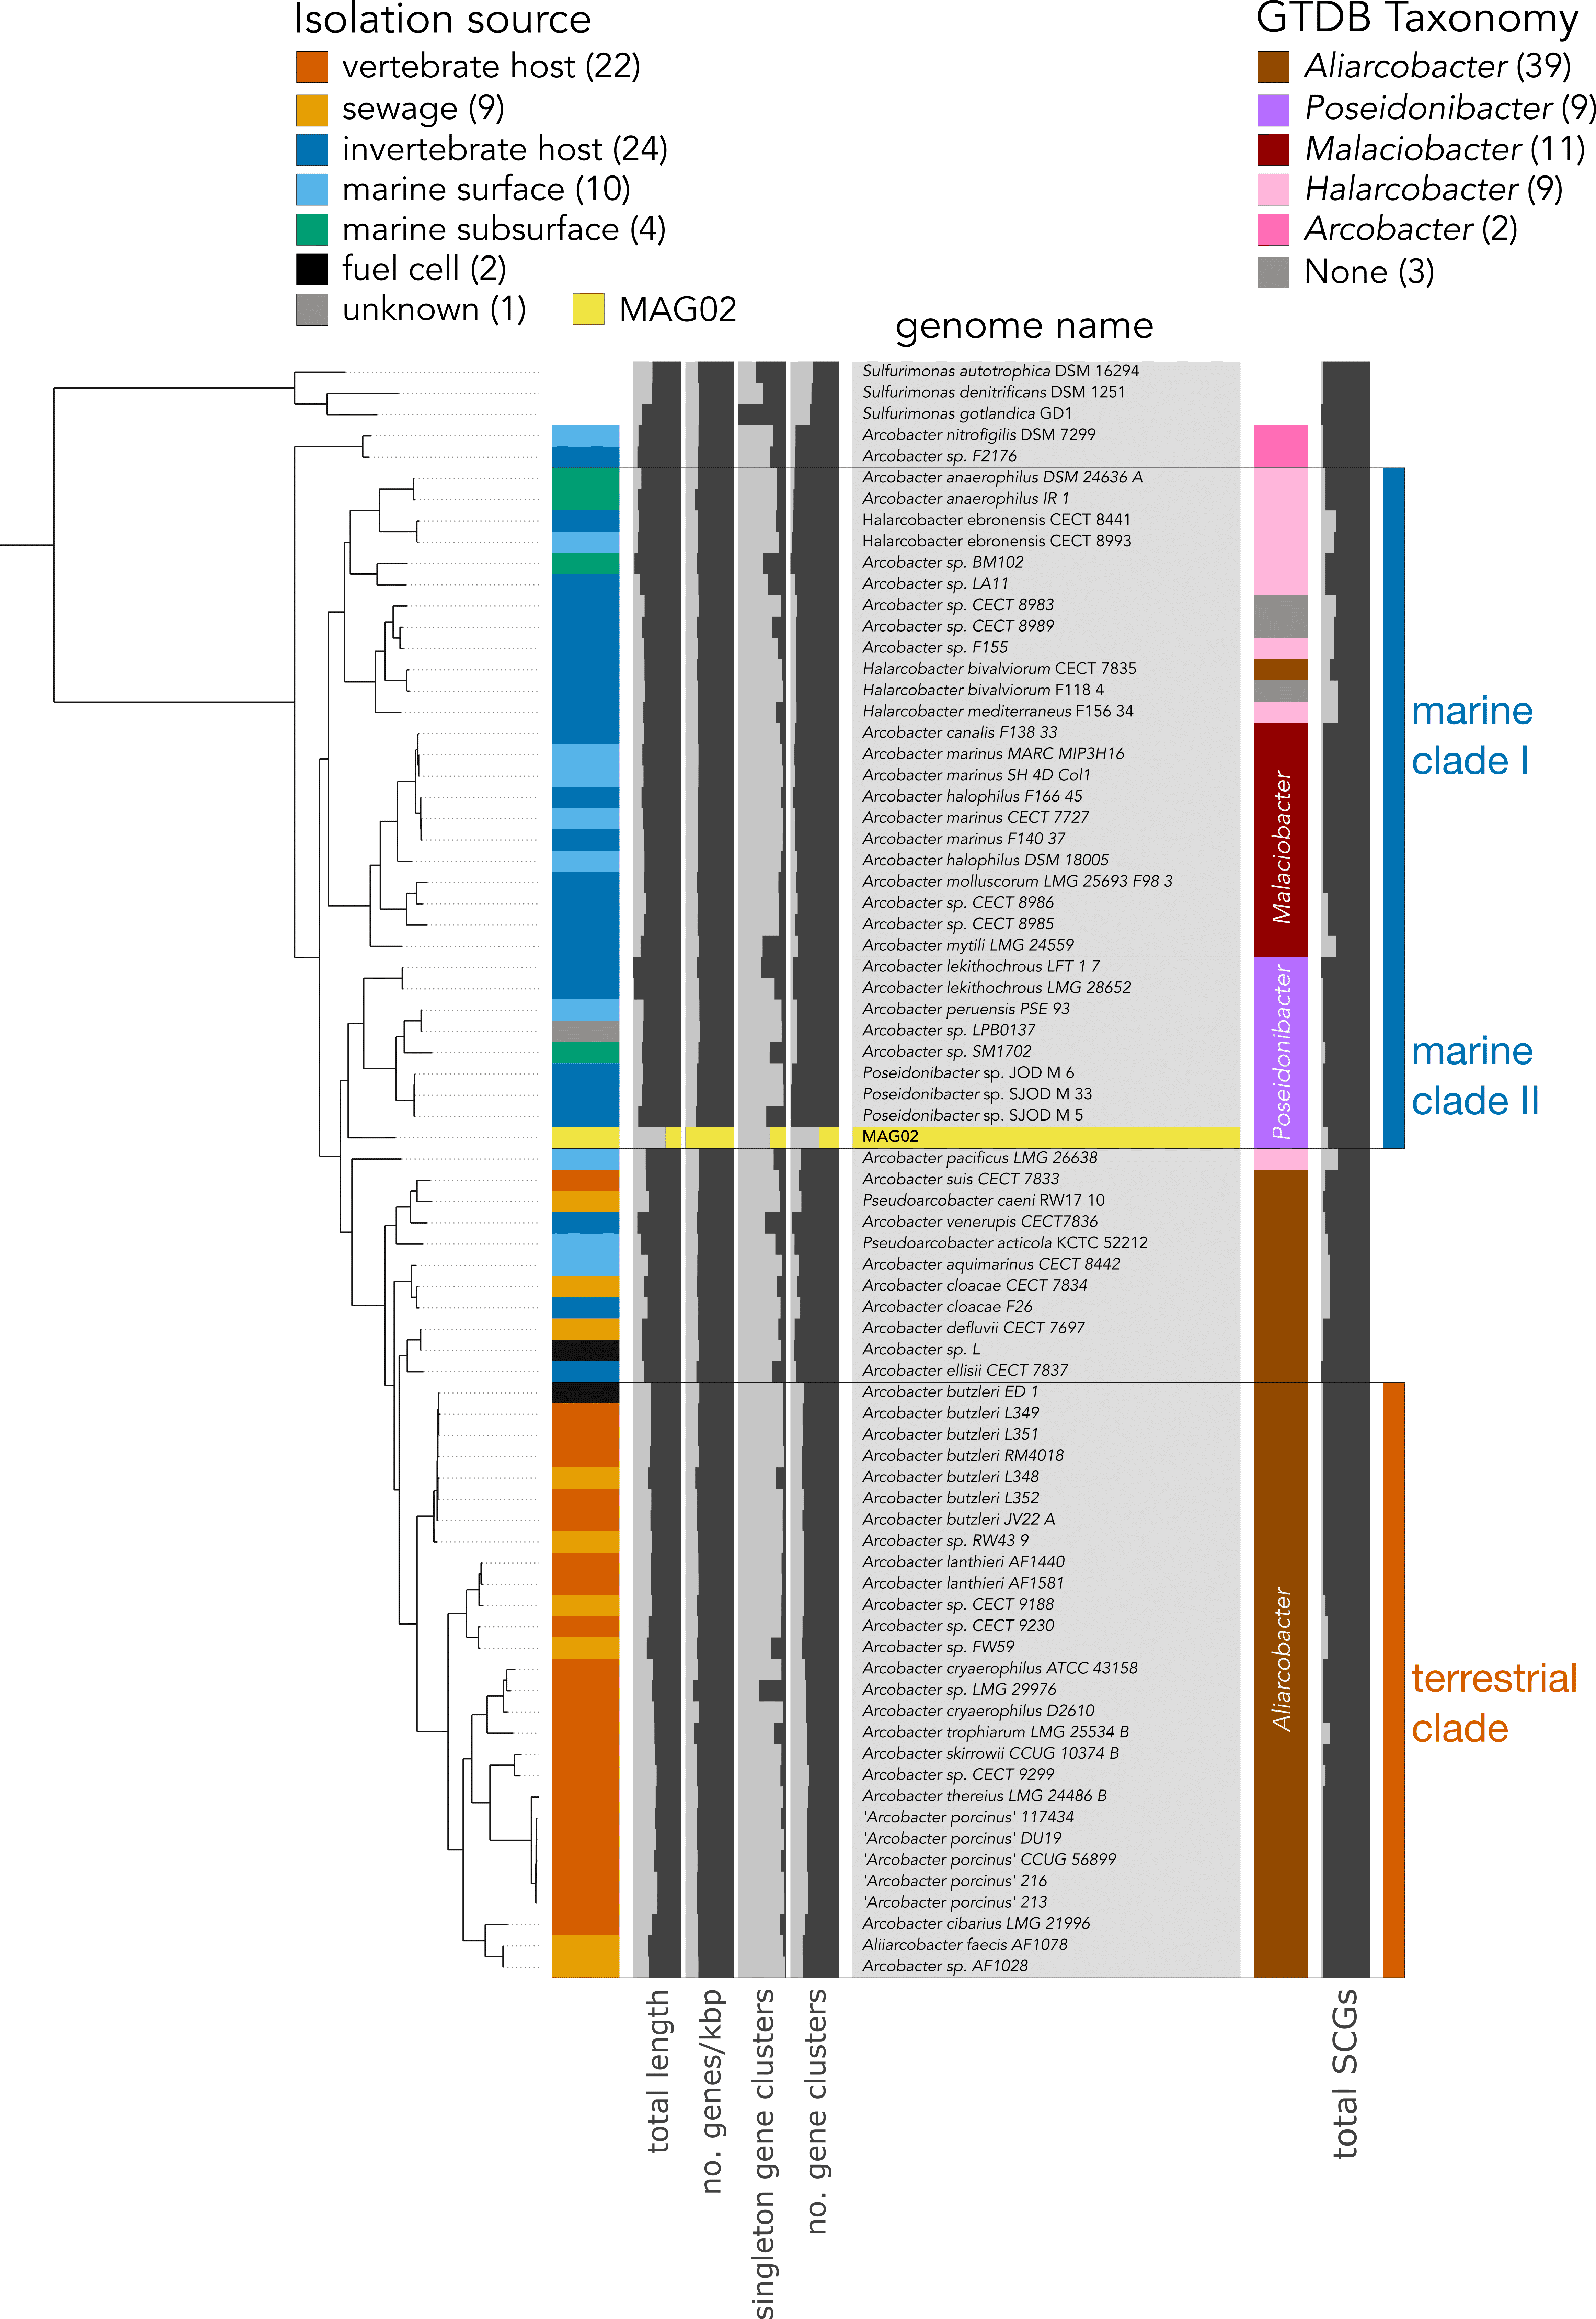 Isolation source
vertebrate host (22)
sewage (9)
invertebrate host (24)
marine surface (10)
marine subsurface (4)
fuel cell (2)
unknown (1)
MAG02
GTDB Taxonomy
Aliarcobacter (39)
Poseidonibacter (9)
Malaciobacter (11)
Halarcobacter (9)
Arcobacter (2)
None (3)
genome name
Sulfurimonas autotrophica DSM 16294
Sulfurimonas denitrificans DSM 1251
Sulfurimonas gotlandica GD1
Arcobacter nitrofigilis DSM 7299
Arcobacter sp. F2176
Arcobacter anaerophilus DSM 24636 A
Arcobacter anaerophilus IR 1
Halarcobacter ebronensis CECT 8441
Halarcobacter ebronensis CECT 8993
Arcobacter sp. BM102
Arcobacter sp. LA11
Arcobacter sp. CECT 8983
Arcobacter sp. CECT 8989
Arcobacter sp. F155
Halarcobacter bivalviorum CECT 7835
Halarcobacter bivalviorum F118 4
Halarcobacter mediterraneus F156 34
Arcobacter canalis F138 33
Arcobacter marinus MARC MIP3H16
Arcobacter marinus SH 4D Col1
Arcobacter halophilus F166 45
Arcobacter marinus CECT 7727
Arcobacter marinus F140 37
Arcobacter halophilus DSM 18005
Arcobacter molluscorum LMG 25693 F98 3
Arcobacter sp. CECT 8986
Arcobacter sp. CECT 8985
Arcobacter mytili LMG 24559
Arcobacter lekithochrous LFT 1 7
Arcobacter lekithochrous LMG 28652
Arcobacter peruensis PSE 93
Arcobacter sp. LPB0137
Arcobacter sp. SM1702
Poseidonibacter sp. JOD M 6
Poseidonibacter sp. SJOD M 33
Poseidonibacter sp. SJOD M 5
MAG02
Arcobacter pacificus LMG 26638
Arcobacter suis CECT 7833
Pseudoarcobacter caeni RW17 10
Arcobacter venerupis CECT7836
Pseudoarcobacter acticola KCTC 52212
Arcobacter aquimarinus CECT 8442
Arcobacter cloacae CECT 7834
Arcobacter cloacae F26
Arcobacter defluvii CECT 7697
Arcobacter sp. L
Arcobacter ellisii CECT 7837
Arcobacter butzleri ED 1
Arcobacter butzleri L349
Arcobacter butzleri L351
Arcobacter butzleri RM4018
Arcobacter butzleri L348
Arcobacter butzleri L352
Arcobacter butzleri JV22 A
Arcobacter sp. RW43 9
Arcobacter lanthieri AF1440
Arcobacter lanthieri AF1581
Arcobacter sp. CECT 9188
Arcobacter sp. CECT 9230
Arcobacter sp. FW59
Arcobacter cryaerophilus ATCC 43158
Arcobacter sp. LMG 29976
Arcobacter cryaerophilus D2610
Arcobacter trophiarum LMG 25534 B
Arcobacter skirrowii CCUG 10374 B
Arcobacter sp. CECT 9299
Arcobacter thereius LMG 24486 B
'Arcobacter porcinus' 117434
'Arcobacter porcinus' DU19
'Arcobacter porcinus' CCUG 56899
'Arcobacter porcinus' 216
'Arcobacter porcinus' 213
Arcobacter cibarius LMG 21996
Aliiarcobacter faecis AF1078
Arcobacter sp. AF1028
Malaciobacter
Poseidonibacter
Aliarcobacter
marine
clade I
marine
clade II
terrestrial
clade
total length
no. genes/kbp
singleton gene clusters
no. gene clusters
total SCGs